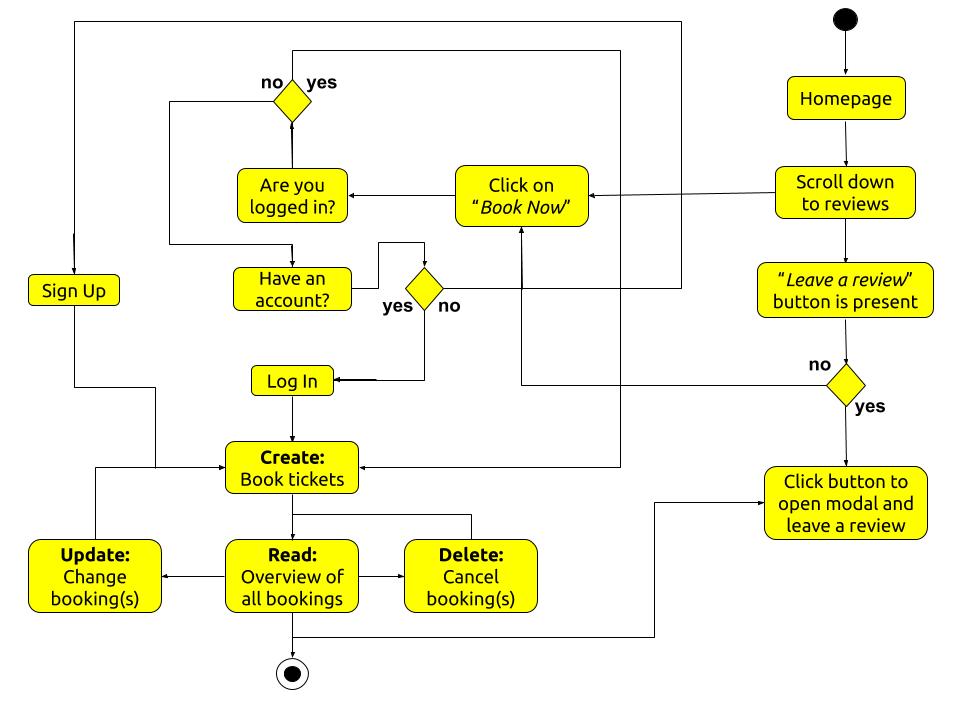 no yes
Homepage
Are you
logged in?
Click on
“Book Now”
Scroll down
to reviews
Sign Up
Have an
account?
yes no
“Leave a review”
button is present
no
yes
Log In
Create:
Book tickets
Click button to
open modal and
leave a review
Update:
Change
booking(s)
Read:
Overview of
all bookings
Delete:
Cancel
booking(s)